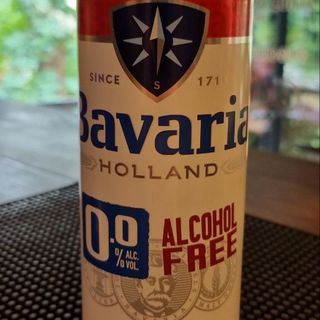 SINCE S 171
Bavaria
HOLLAND
0.0
% ALC.
% VOL.
ALCOHOL
FREE